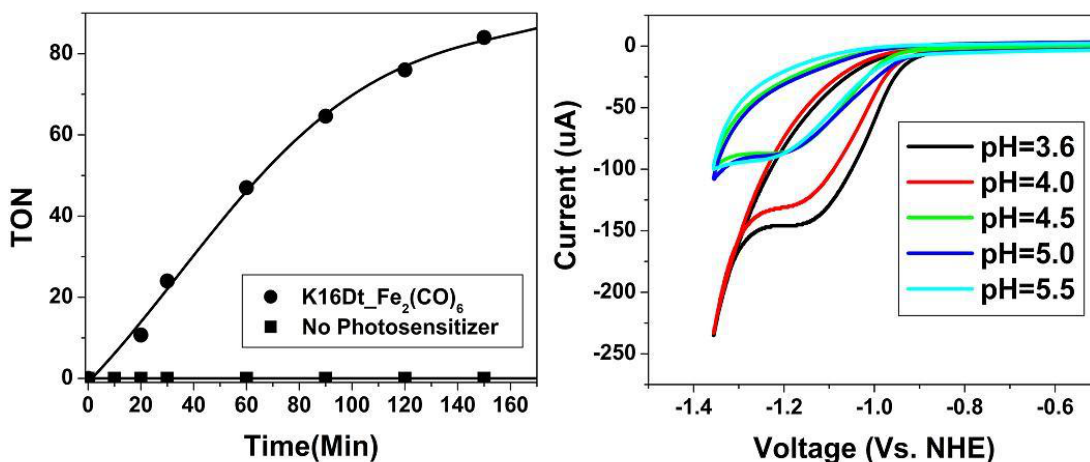 80
60
40
20
0
TON
K16Dt_Fe2(CO)6
No Photosensitizer
0 20 40 60 80 100 120 140 160
Time(Min)
0
-50
-100
-150
-200
-250
Current (uA)
pH=3.6
pH=4.0
pH=4.5
pH=5.0
pH=5.5
-1.4 -1.2 -1.0 -0.8 -0.6
Voltage (Vs. NHE)